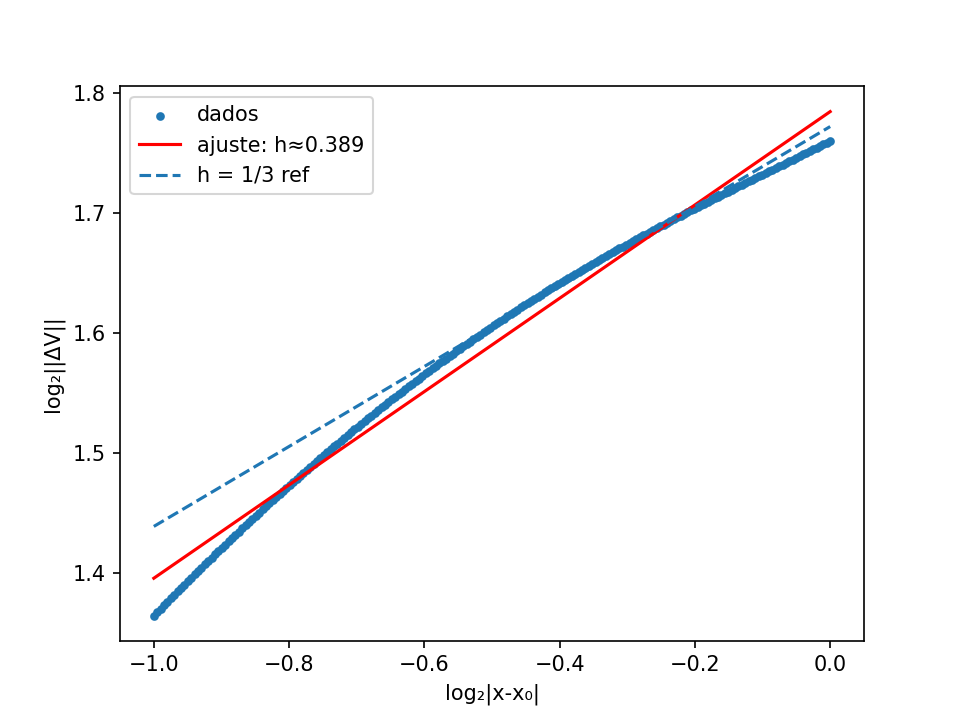 dados
ajuste: h≈0.389
h = 1/3 ref
1.8
1.7
1.6
1.5
1.4
log₂||ΔV||
−1.0 −0.8 −0.6 −0.4 −0.2 0.0
log₂|x-x₀|